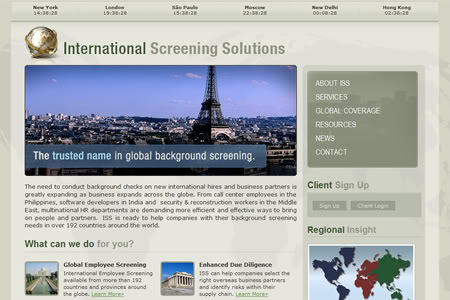 New York London São Paulo Moscow New Delhi Hong Kong
14:38:28 19:38:28 15:38:28 22:38:28 00:08:28 02:38:28
International Screening Solutions
The trusted name in global background screening.
ABOUT ISS
SERVICES
GLOBAL COVERAGE
RESOURCES
NEWS
CONTACT
The need to conduct background checks on new international hires and business partners is
greatly expanding as business expands across the globe. From call center employees in the
Philippines, software developers in India and security & reconstruction workers in the Middle
East, multinational HR departments are demanding more efficient and effective ways to bring
on people and partners. ISS is ready to help companies with their background screening
needs in over 192 countries around the world.
Client Sign Up
Sign Up Client Login
Regional Insight
What can we do for you?
Global Employee Screening
International Employee Screening
available from more than 192
countries and provinces around
the globe. Learn More»
Enhanced Due Diligence
ISS can help companies select the
right overseas business partners
and identify risks within their
supply chain. Learn More»